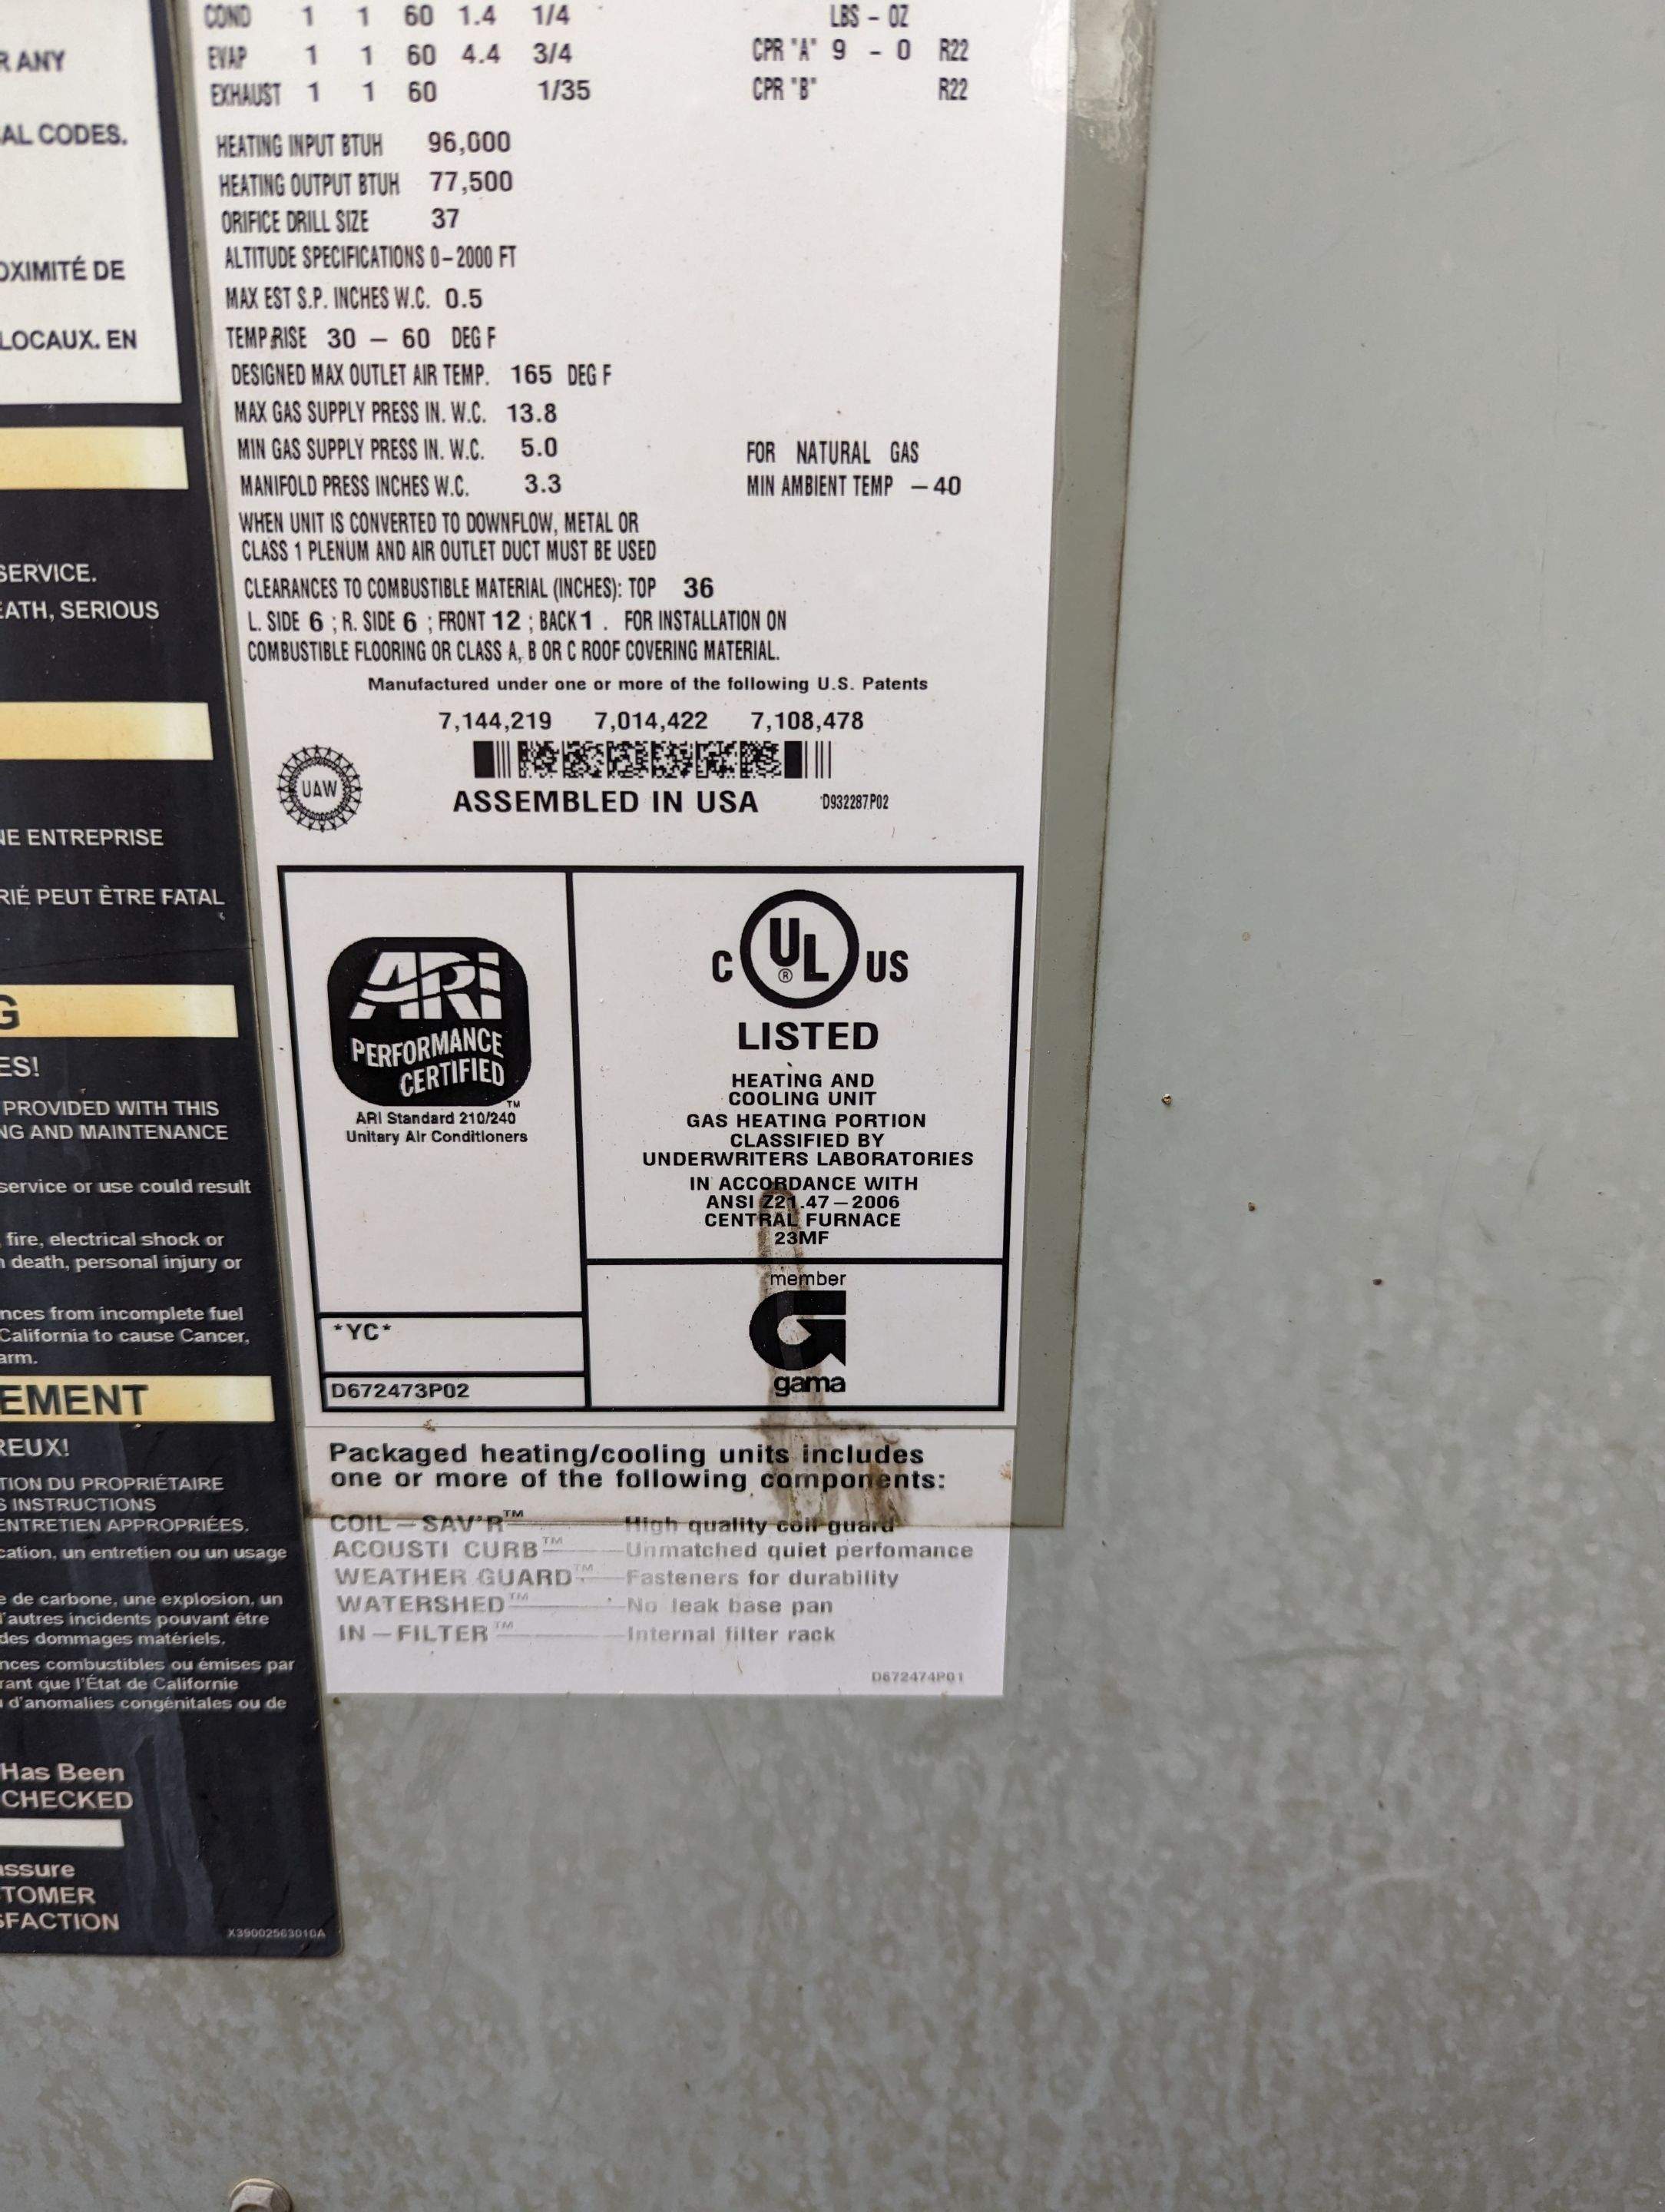 COND 1 1 60 1.4 1/4 LBS - OZ
EVAP 1 1 60 4.4 3/4 CPR "A" 9 - 0 R22
EXHAUST 1 1 60 1/35 CPR "B" R22
HEATING INPUT BTUH 96,000
HEATING OUTPUT BTUH 77,500
ORIFICE DRILL SIZE 37
ALTITUDE SPECIFICATIONS 0-2000 FT
MAX EST S.P. INCHES W.C. 0.5
TEMP RISE 30 - 60 DEG F
DESIGNED MAX OUTLET AIR TEMP. 165 DEG F
MAX GAS SUPPLY PRESS IN. W.C. 13.8
MIN GAS SUPPLY PRESS IN. W.C. 5.0 FOR NATURAL GAS
MANIFOLD PRESS INCHES W.C. 3.3 MIN AMBIENT TEMP -40
WHEN UNIT IS CONVERTED TO DOWNFLOW, METAL OR
CLASS 1 PLENUM AND AIR OUTLET DUCT MUST BE USED
CLEARANCES TO COMBUSTIBLE MATERIAL (INCHES): TOP 36
L. SIDE 6 ; R. SIDE 6 ; FRONT 12 ; BACK 1 . FOR INSTALLATION ON
COMBUSTIBLE FLOORING OR CLASS A, B OR C ROOF COVERING MATERIAL.
Manufactured under one or more of the following U.S. Patents
7,144,219 7,014,422 7,108,478
UAW
ASSEMBLED IN USA D932287P02
ARI
PERFORMANCE
CERTIFIED™
ARI Standard 210/240
Unitary Air Conditioners
*YC*
D672473P02
C UL® US
LISTED
HEATING AND
COOLING UNIT
GAS HEATING PORTION
CLASSIFIED BY
UNDERWRITERS LABORATORIES
IN ACCORDANCE WITH
ANSI Z21.47-2006
CENTRAL FURNACE
23MF
member
gama
Packaged heating/cooling units includes
one or more of the following components:
COIL-SAV'R™ High quality coil guard
ACOUSTI CURB™ Unmatched quiet perfomance
WEATHER GUARD™ Fasteners for durability
WATERSHED™ No leak base pan
IN-FILTER™ Internal filter rack
D672474P01
R ANY
AL CODES.
OXIMITÉ DE
LOCAUX. EN
SERVICE.
EATH, SERIOUS
NE ENTREPRISE
RIÉ PEUT ÊTRE FATAL
G
ES!
PROVIDED WITH THIS
NG AND MAINTENANCE
service or use could result
fire, electrical shock or
death, personal injury or
nces from incomplete fuel
California to cause Cancer,
arm.
EMENT
REUX!
TION DU PROPRIÉTAIRE
S INSTRUCTIONS
ENTRETIEN APPROPRIÉES.
cation, un entretien ou un usage
e de carbone, une explosion, un
d'autres incidents pouvant être
des dommages matériels.
nces combustibles ou émises par
rant que l'État de Californie
d'anomalies congénitales ou de
Has Been
CHECKED
assure
TOMER
SFACTION
X39002563010A